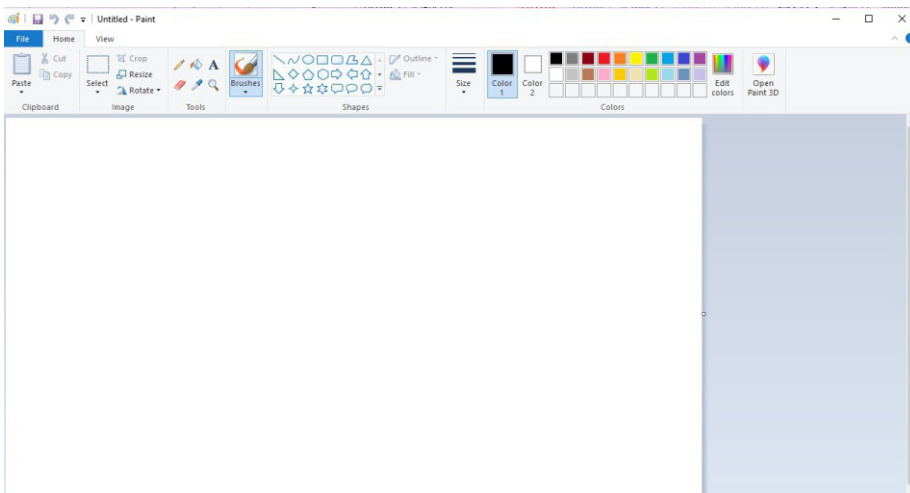 Untitled - Paint
File Home View
Cut Crop Outline
Copy Resize Fill
Paste Select Rotate A Brushes Size Color 1 Color 2 Edit colors Open Paint 3D
Clipboard Image Tools Shapes Colors